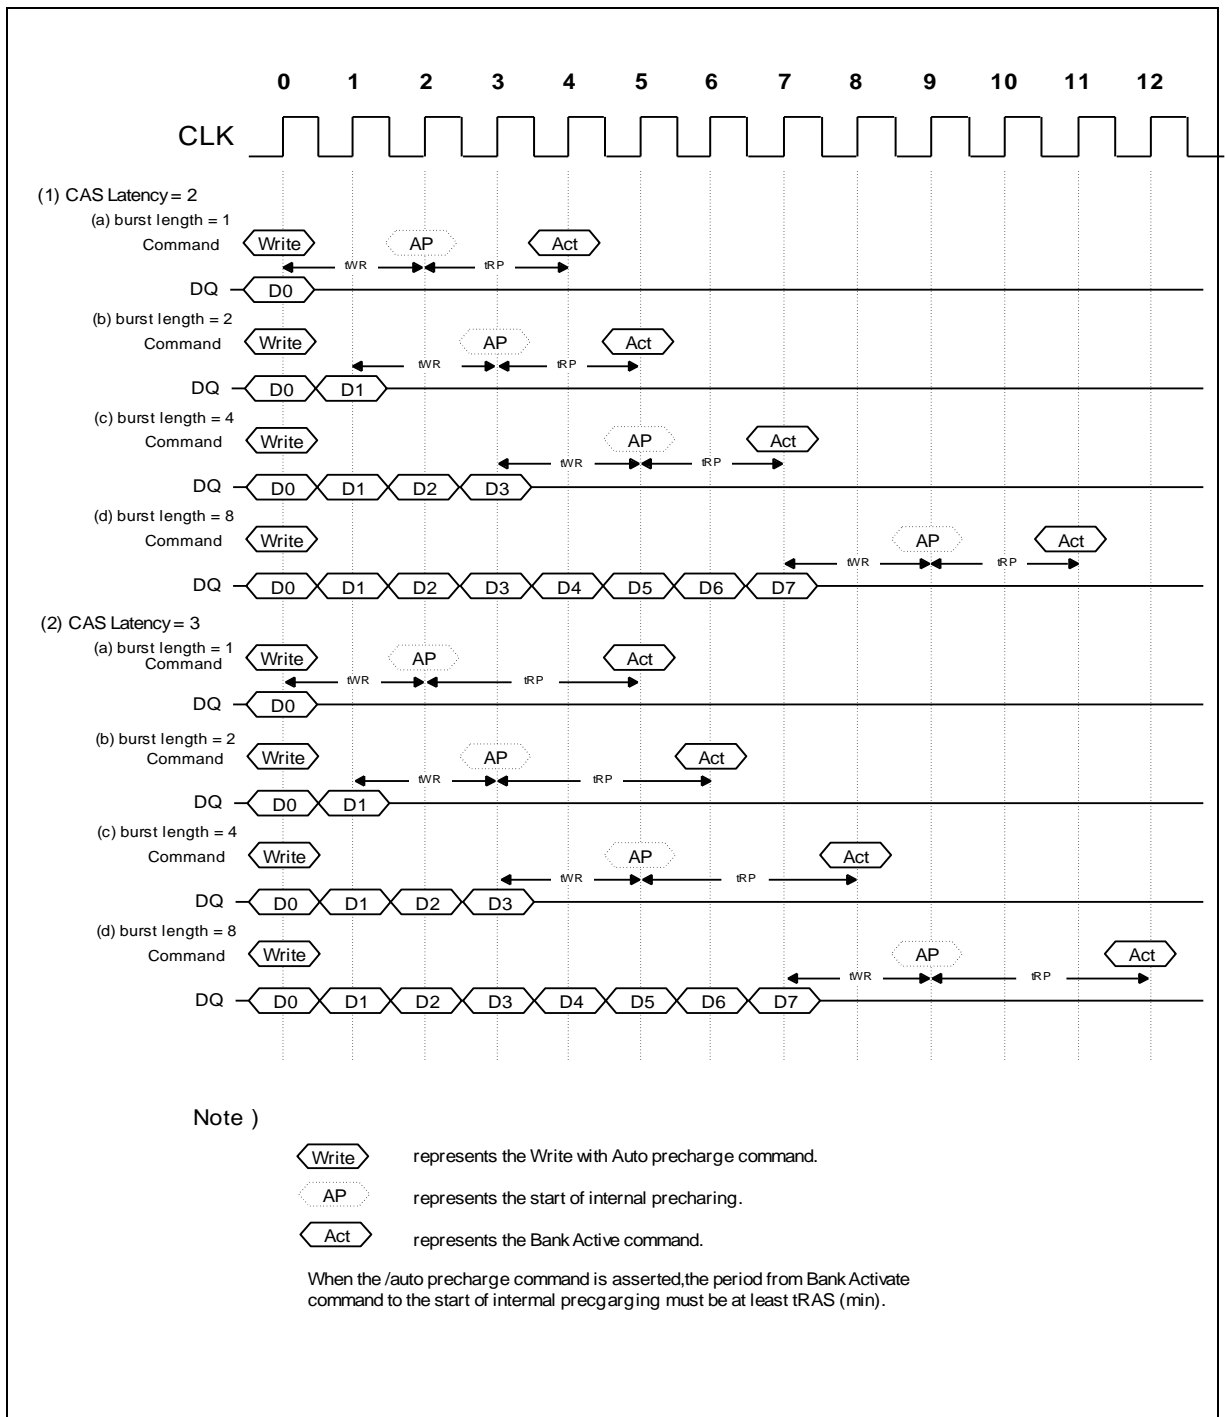 0 1 2 3 4 5 6 7 8 9 10 11 12
CLK
(1) CAS Latency = 2
(a) burst length = 1
Command Write AP Act
tWR tRP
DQ D0
(b) burst length = 2
Command Write AP Act
tWR tRP
DQ D0 D1
(c) burst length = 4
Command Write AP Act
tWR tRP
DQ D0 D1 D2 D3
(d) burst length = 8
Command Write AP Act
tWR tRP
DQ D0 D1 D2 D3 D4 D5 D6 D7
(2) CAS Latency = 3
(a) burst length = 1
Command Write AP Act
tWR tRP
DQ D0
(b) burst length = 2
Command Write AP Act
tWR tRP
DQ D0 D1
(c) burst length = 4
Command Write AP Act
tWR tRP
DQ D0 D1 D2 D3
(d) burst length = 8
Command Write AP Act
tWR tRP
DQ D0 D1 D2 D3 D4 D5 D6 D7
Note )
Write represents the Write with Auto precharge command.
AP represents the start of internal precharing.
Act represents the Bank Active command.
When the /auto precharge command is asserted,the period from Bank Activate
command to the start of intermal precgarging must be at least tRAS (min).